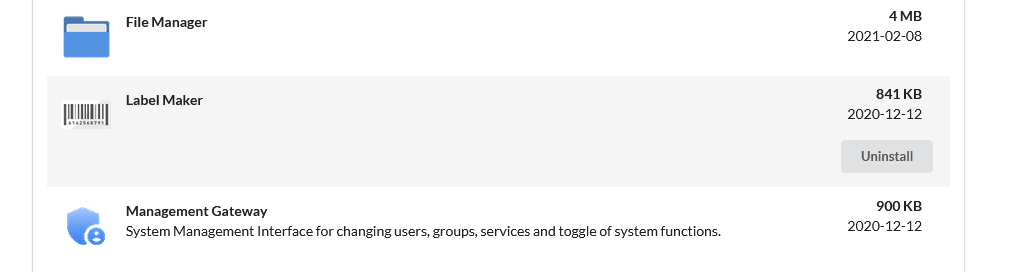 File Manager
4 MB
2021-02-08
Label Maker
841 KB
2020-12-12
Uninstall
Management Gateway
900 KB
System Management Interface for changing users, groups, services and toggle of system functions.
2020-12-12